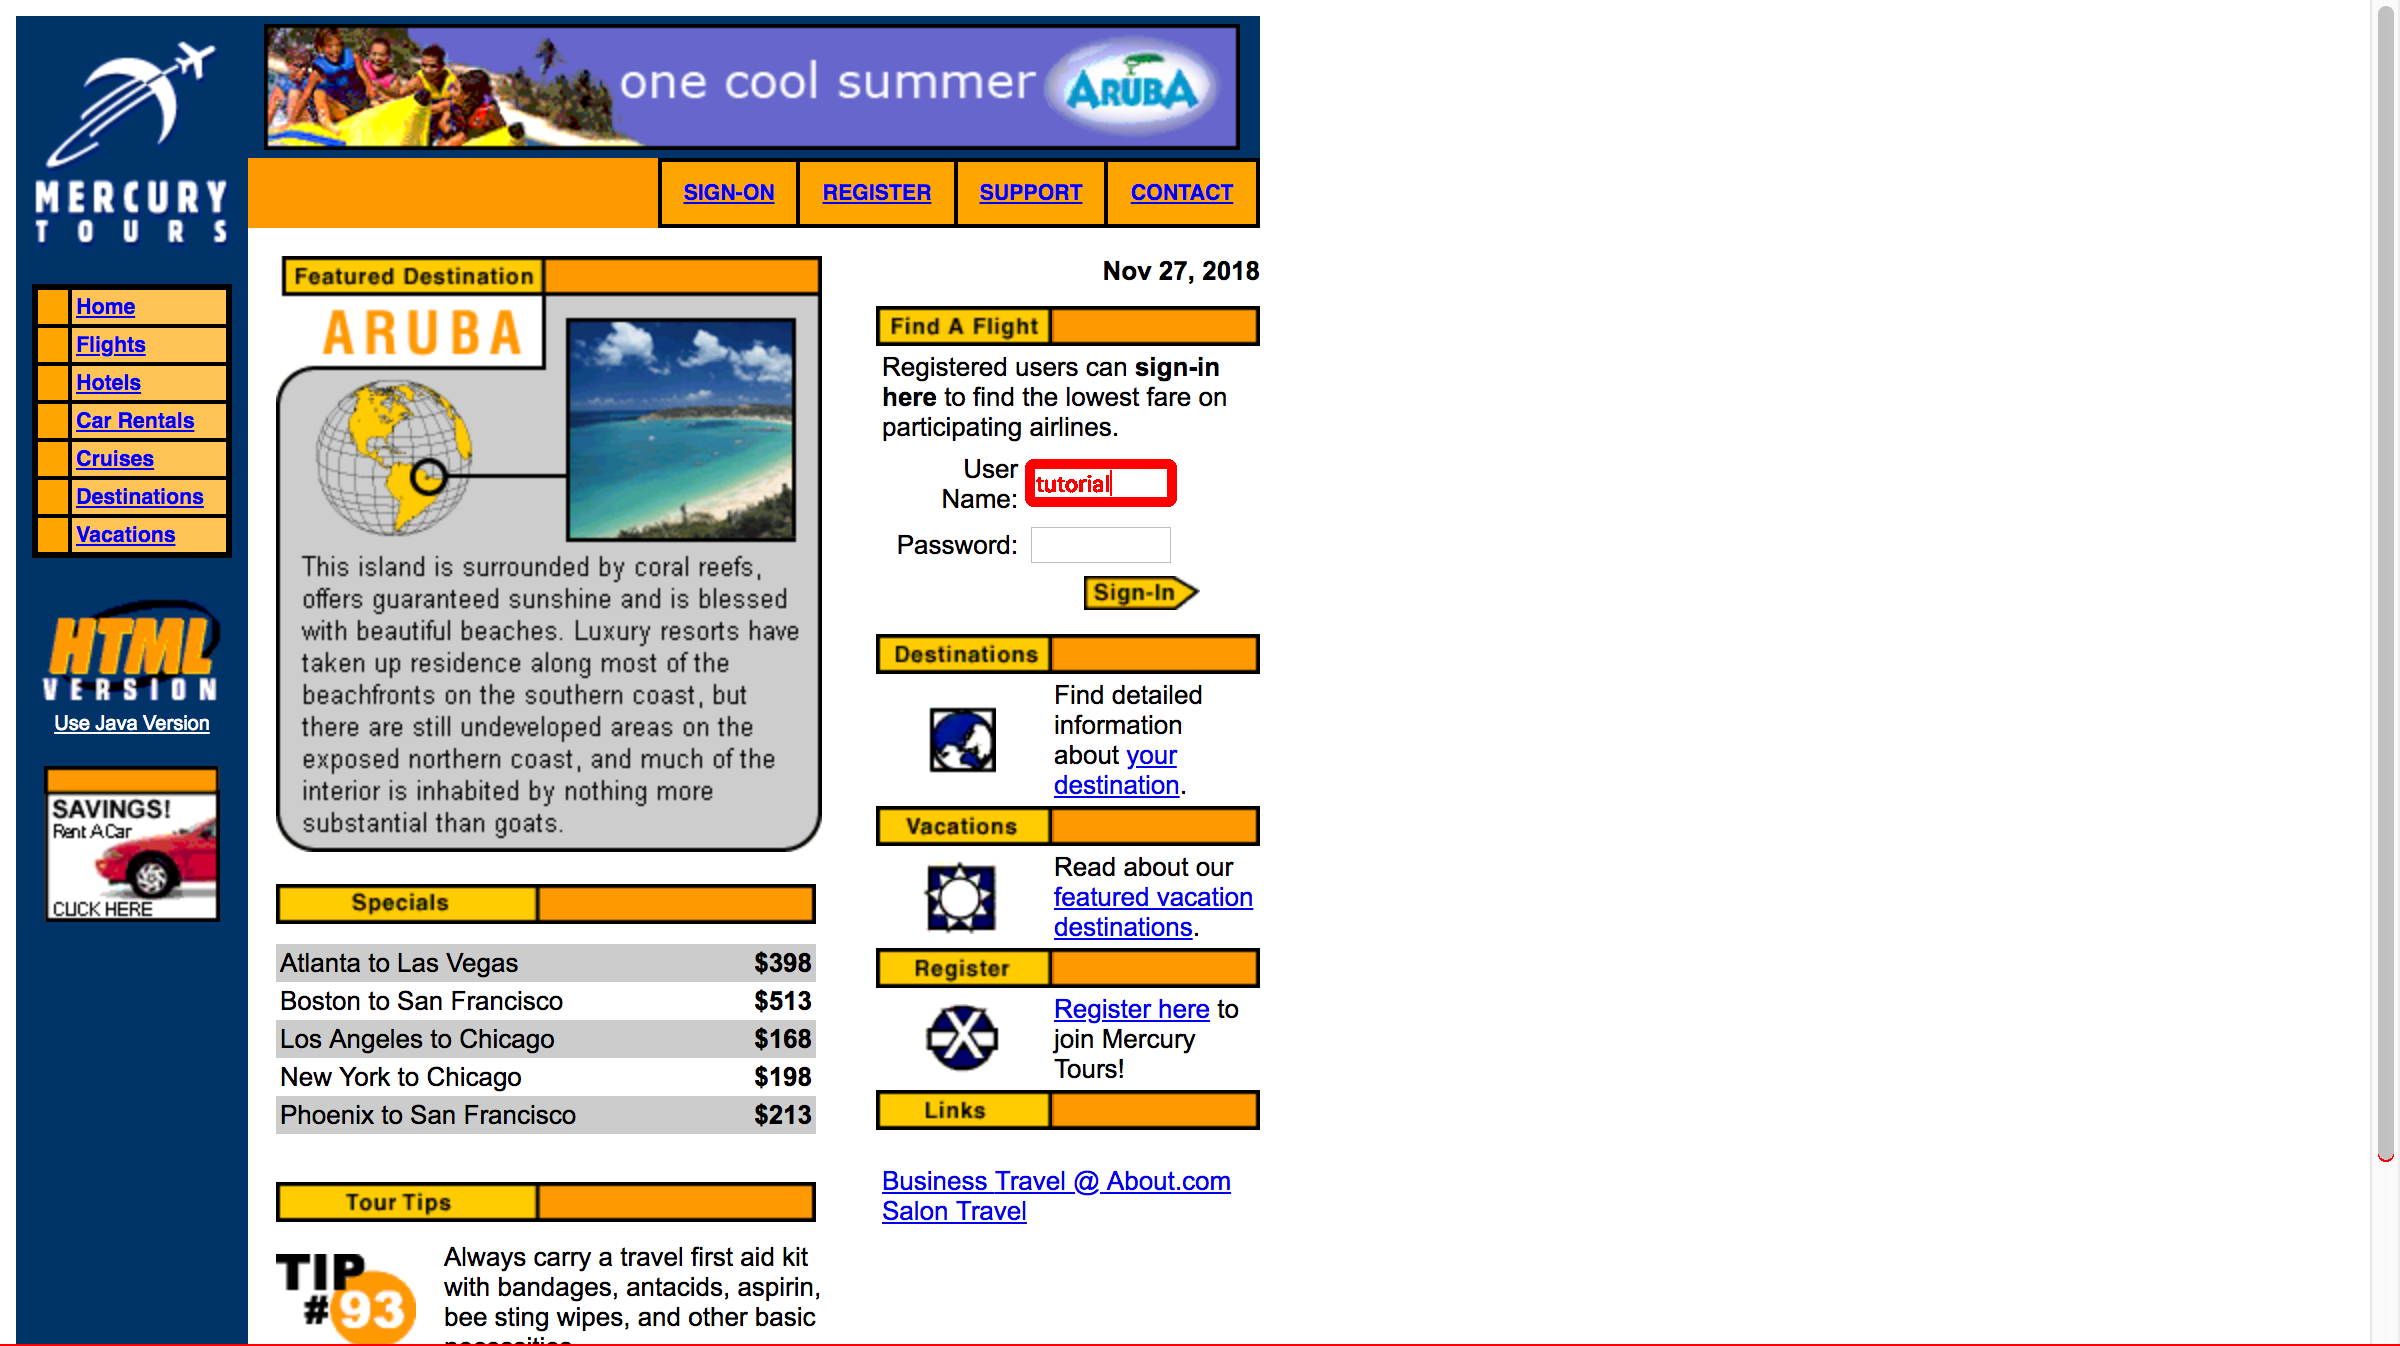 one cool summer
ARUBA
MERCURY
TOURS
SIGN-ON
REGISTER
SUPPORT
CONTACT
Home
Flights
Hotels
Car Rentals
Cruises
Destinations
Vacations
HTML
VERSION
Use Java Version
SAVINGS!
Rent A Car
CLICK HERE
Featured Destination
ARUBA
This island is surrounded by coral reefs,
offers guaranteed sunshine and is blessed
with beautiful beaches. Luxury resorts have
taken up residence along most of the
beachfronts on the southern coast, but
there are still undeveloped areas on the
exposed northern coast, and much of the
interior is inhabited by nothing more
substantial than goats.
Specials
Atlanta to Las Vegas $398
Boston to San Francisco $513
Los Angeles to Chicago $168
New York to Chicago $198
Phoenix to San Francisco $213
Tour Tips
TIP
#93
Always carry a travel first aid kit
with bandages, antacids, aspirin,
bee sting wipes, and other basic
Nov 27, 2018
Find A Flight
Registered users can sign-in
here to find the lowest fare on
participating airlines.
User
Name: tutorial
Password:
Sign-In
Destinations
Find detailed
information
about your
destination.
Vacations
Read about our
featured vacation
destinations.
Register
Register here to
join Mercury
Tours!
Links
Business Travel @ About.com
Salon Travel